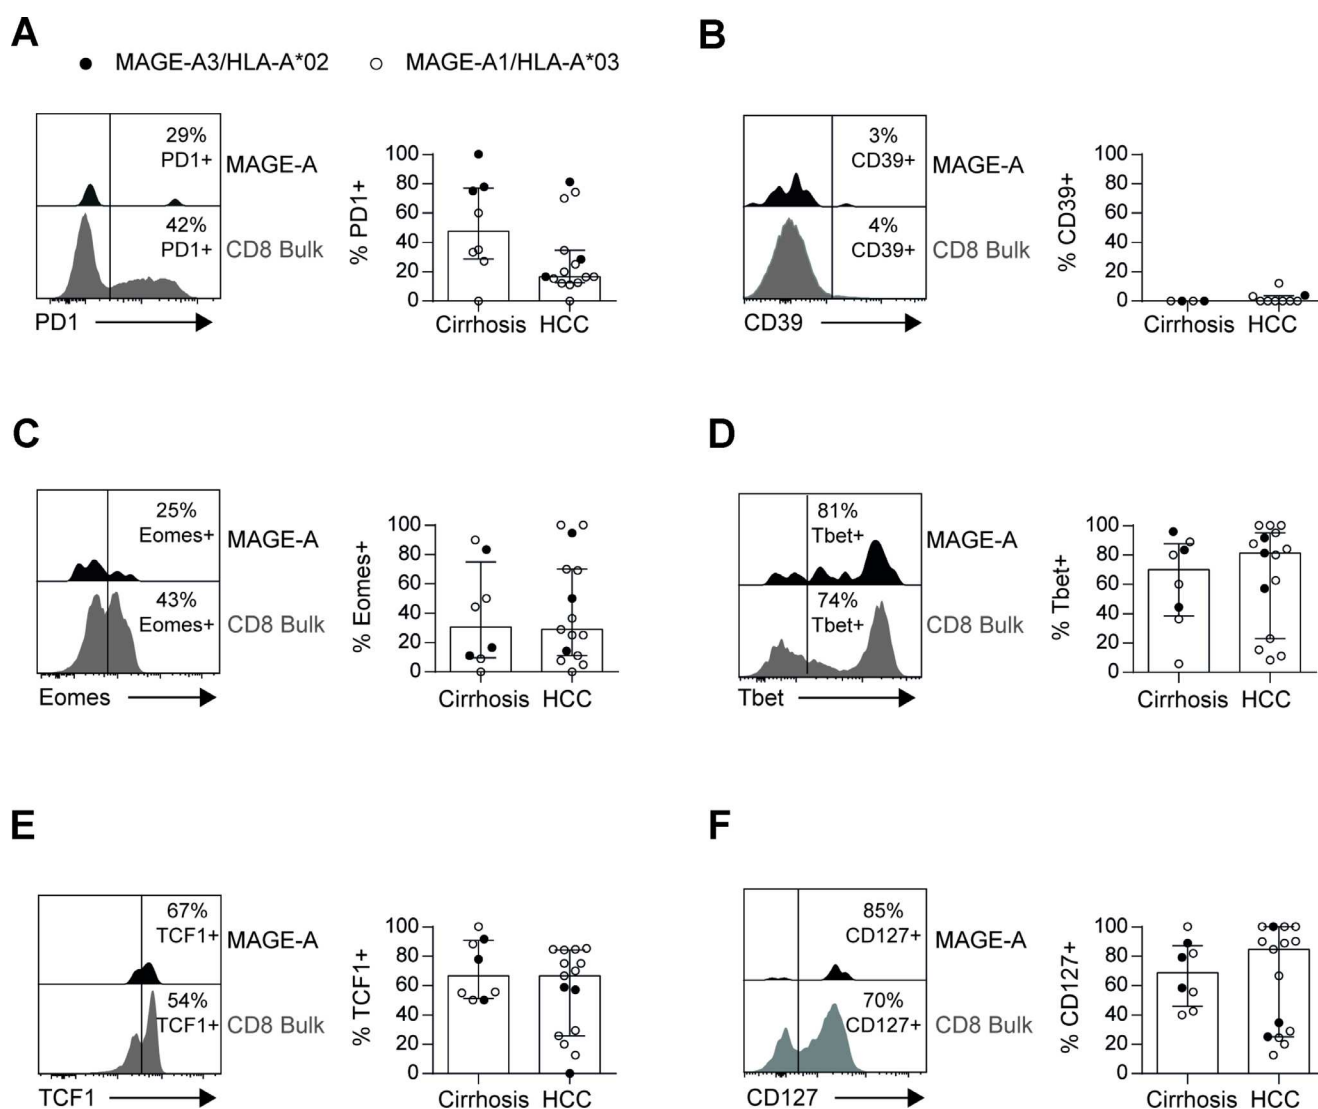 A
B
MAGE-A3/HLA-A*02
MAGE-A1/HLA-A*03
29%
PD1+
MAGE-A
42%
PD1+
CD8 Bulk
PD1
% PD1+
100
80
60
40
20
0
Cirrhosis HCC
3%
CD39+
MAGE-A
4%
CD39+
CD8 Bulk
CD39
% CD39+
100
80
60
40
20
0
Cirrhosis HCC
C
D
25%
Eomes+
MAGE-A
43%
Eomes+
CD8 Bulk
Eomes
% Eomes+
100
80
60
40
20
0
Cirrhosis HCC
81%
Tbet+
MAGE-A
74%
Tbet+
CD8 Bulk
Tbet
% Tbet+
100
80
60
40
20
0
Cirrhosis HCC
E
F
67%
TCF1+
MAGE-A
54%
TCF1+
CD8 Bulk
TCF1
% TCF1+
100
80
60
40
20
0
Cirrhosis HCC
85%
CD127+
MAGE-A
70%
CD127+
CD8 Bulk
CD127
% CD127+
100
80
60
40
20
0
Cirrhosis HCC